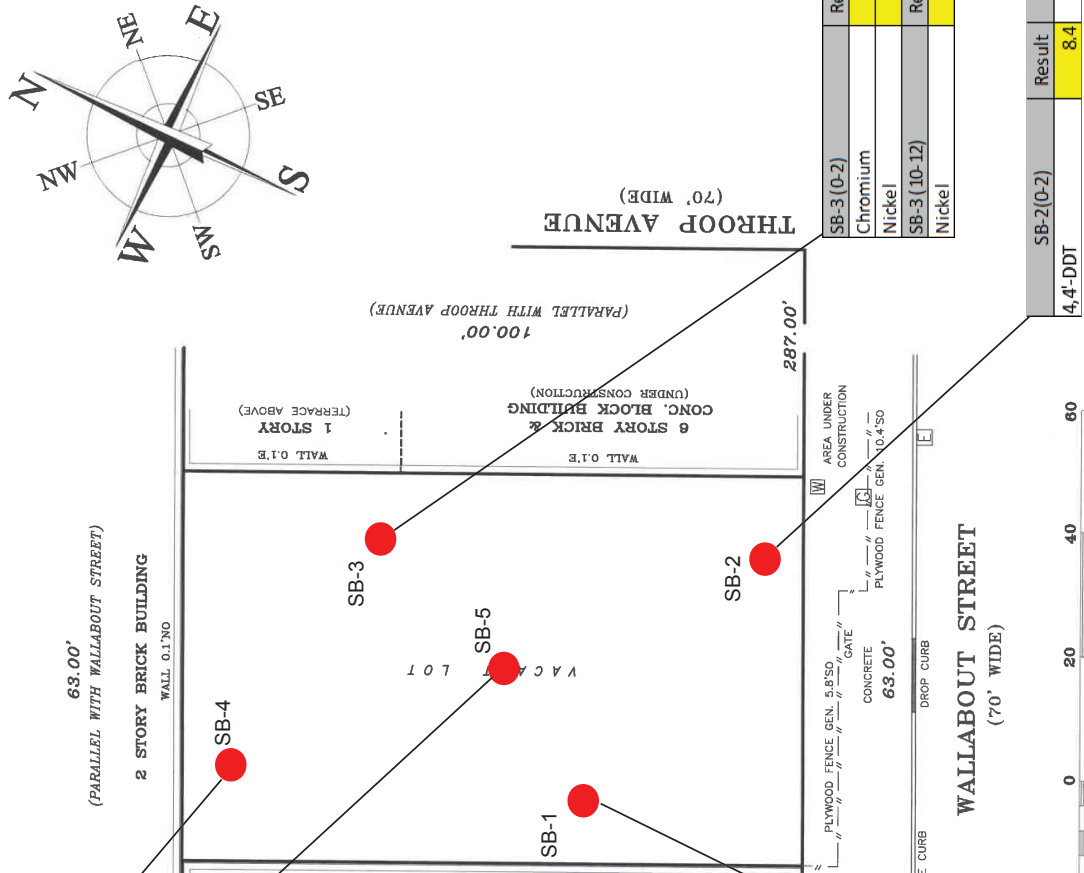 N
NE
E
SE
S
SW
W
NW
THROOP AVENUE
(70' WIDE)
SB-3 (0-2)
Re
Chromium
Nickel
SB-3 (10-12)
Re
Nickel
SB-2(0-2)
Result
4,4'-DDT
8.4
100.00'
(PARALLEL WITH THROOP AVENUE)
287.00'
1 STORY
(TERRACE ABOVE)
WALL 0.1'E
6 STORY BRICK &
CONC. BLOCK BUILDING
(UNDER CONSTRUCTION)
WALL 0.1'E
AREA UNDER
CONSTRUCTION
W
G
E
63.00'
(PARALLEL WITH WALLABOUT STREET)
2 STORY BRICK BUILDING
WALL 0.1'NO
SB-3
SB-2
SB-5
SB-4
SB-1
VACANT LOT
PLYWOOD FENCE GEN. 5.8'SO
GATE
PLYWOOD FENCE GEN. 10.4'SO
CONCRETE
63.00'
DROP CURB
E CURB
WALLABOUT STREET
(70' WIDE)
0
20
40
60